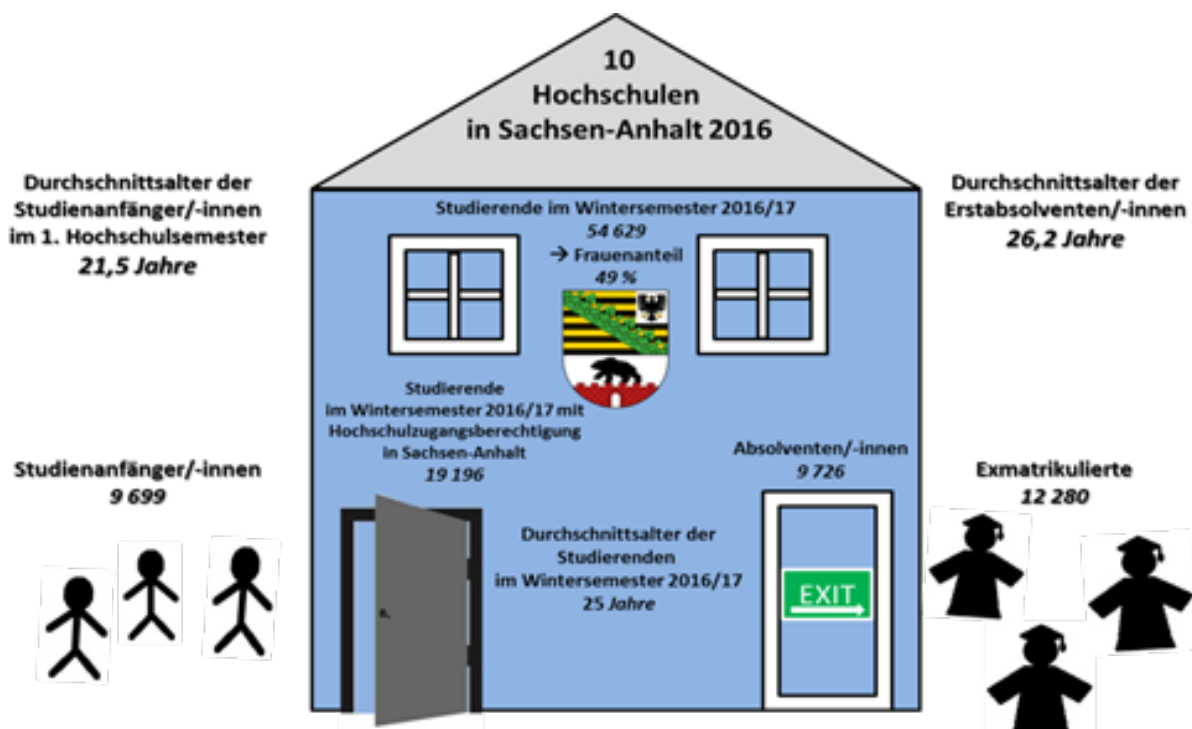 10
Hochschulen
in Sachsen-Anhalt 2016
Durchschnittsalter der
Studienanfänger/-innen
im 1. Hochschulsemester
21,5 Jahre
Studierende im Wintersemester 2016/17
54 629
→ Frauenanteil
49 %
Durchschnittsalter der
Erstabsolventen/-innen
26,2 Jahre
Studierende
im Wintersemester 2016/17 mit
Hochschulzugangsberechtigung
in Sachsen-Anhalt
19 196
Studienanfänger/-innen
9 699
Absolventen/-innen
9 726
Exmatrikulierte
12 280
Durchschnittsalter der
Studierenden
im Wintersemester 2016/17
25 Jahre
EXIT